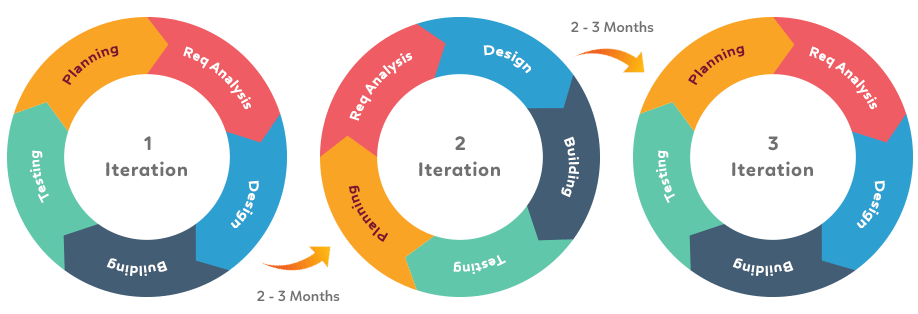 Planning
Req Analysis
Design
Building
Testing
1
Iteration
2 - 3 Months
Planning
Req Analysis
Design
Building
Testing
2
Iteration
2 - 3 Months
Planning
Req Analysis
Design
Building
Testing
3
Iteration